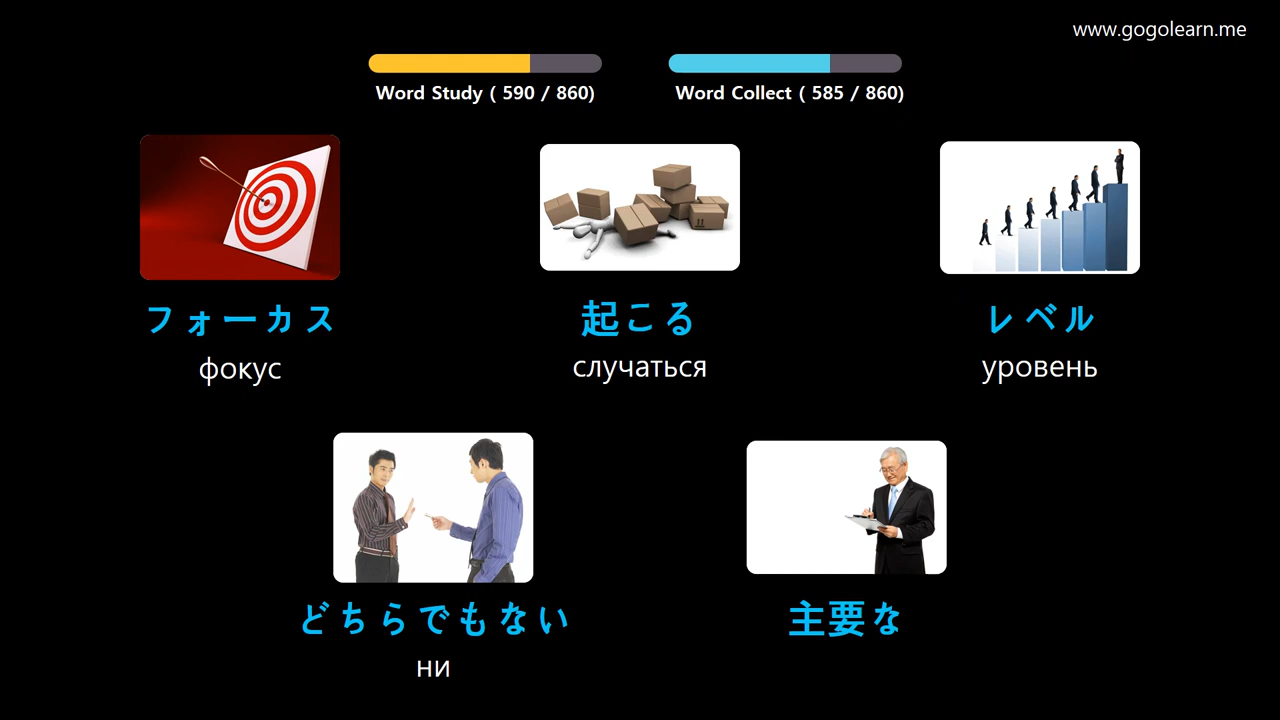 www.gogolearn.me
Word Study ( 590 / 860)
Word Collect ( 585 / 860)
フォーカス
фокус
起こる
случаться
レベル
уровень
どちらでもない
ни
主要な